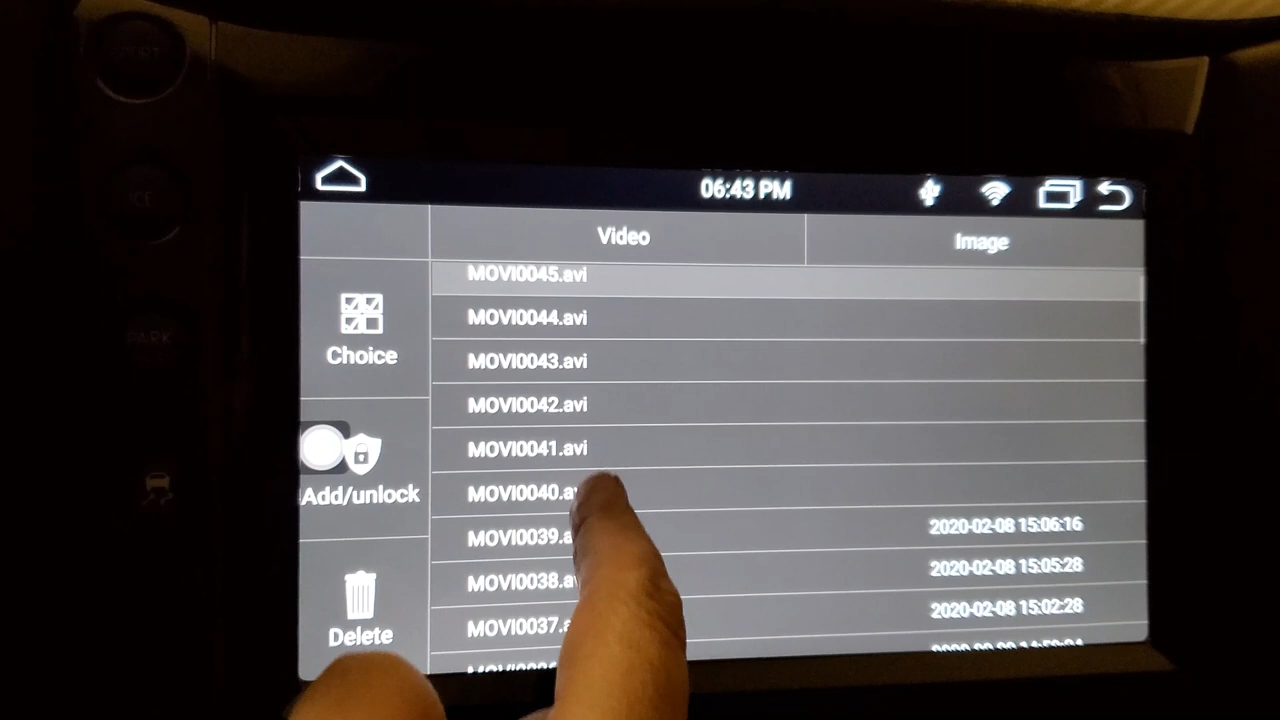 06:43 PM
Video
Image
MOVI0045.avi
MOVI0044.avi
Choice
MOVI0043.avi
MOVI0042.avi
MOVI0041.avi
Add/unlock
MOVI0040.a
MOVI0039.a 2020-02-08 15:06:16
MOVI0038.a 2020-02-08 15:05:28
MOVI0037.a 2020-02-08 15:02:28
Delete